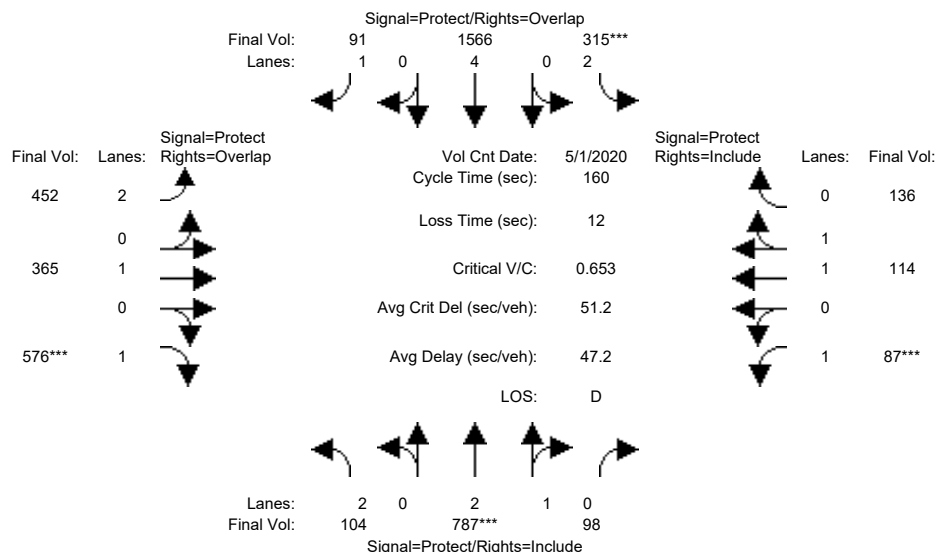 Signal=Protect/Rights=Overlap
Final Vol: 91 1566 315***
Lanes: 1 0 4 0 2
Signal=Protect
Final Vol: Lanes: Rights=Overlap
Vol Cnt Date: 5/1/2020
Signal=Protect
Rights=Include Lanes: Final Vol:
Cycle Time (sec): 160
452 2
0 136
Loss Time (sec): 12
0
1
365 1
Critical V/C: 0.653
1 114
0
Avg Crit Del (sec/veh): 51.2
0
576*** 1
Avg Delay (sec/veh): 47.2
1 87***
LOS: D
Lanes: 2 0 2 1 0
Final Vol: 104 787*** 98
Signal=Protect/Rights=Include